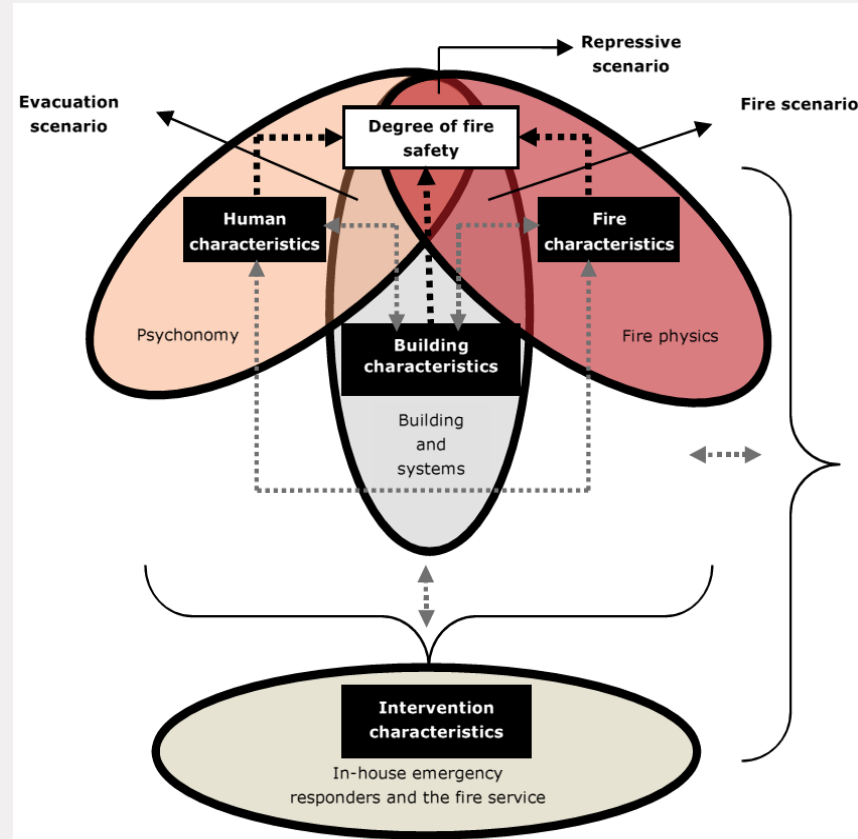 Repressive
scenario
Evacuation
scenario
Fire scenario
Degree of fire
safety
Human
characteristics
Fire
characteristics
Psychonomy
Building
characteristics
Fire physics
Building
and
systems
Intervention
characteristics
In-house emergency
responders and the fire service